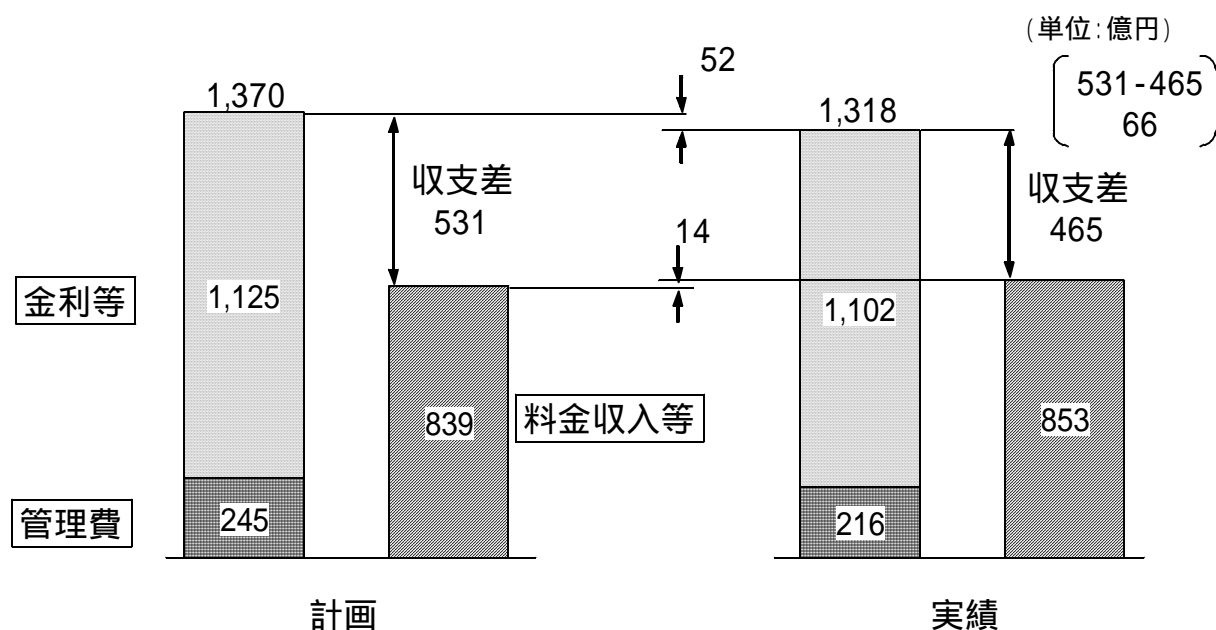 (単位:億円)
52
531-465
66
1,370
1,318
収支差
531
収支差
465
14
金利等
1,125
1,102
839
料金収入等
853
管理費
245
216
計画
実績